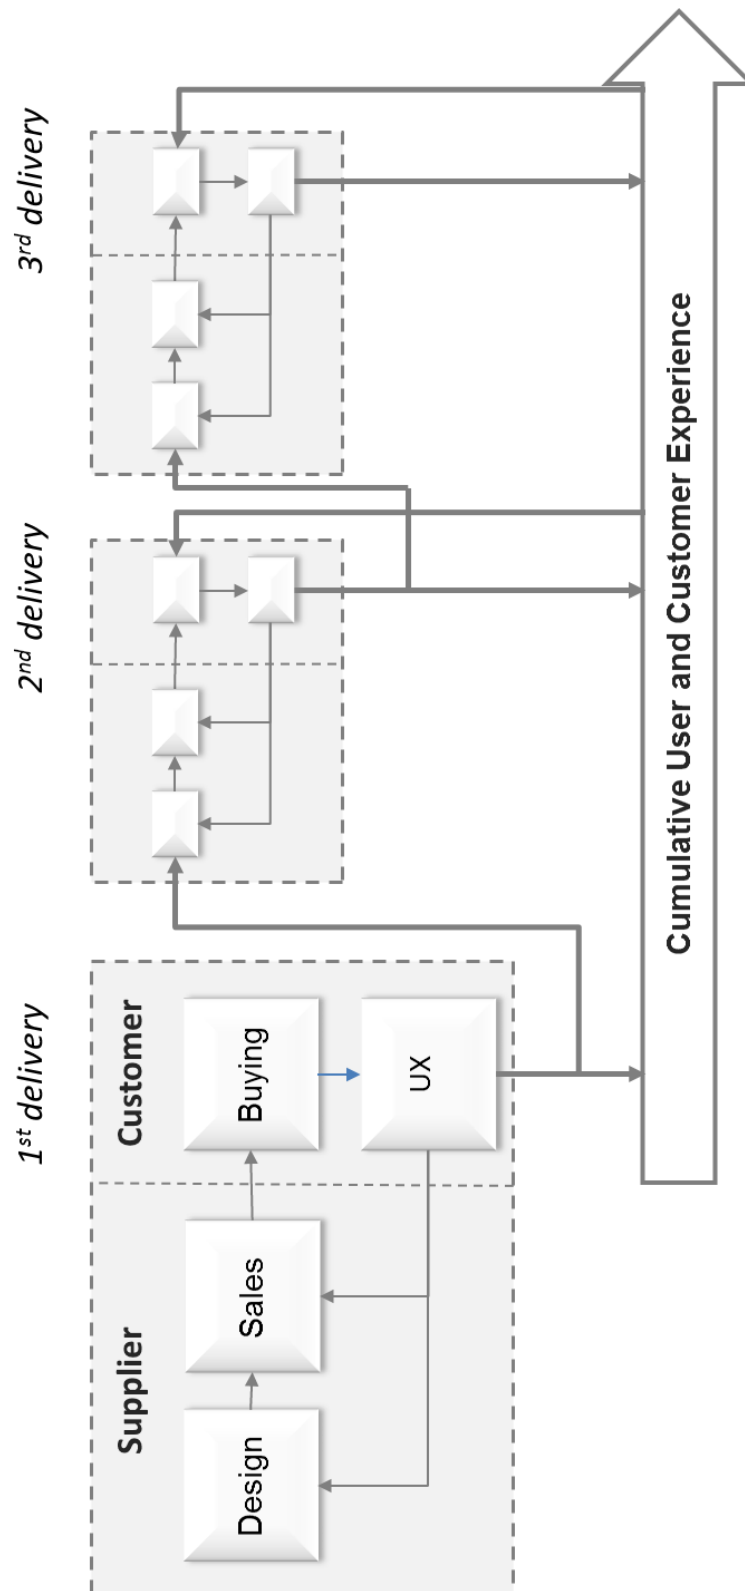 1st delivery
2nd delivery
3rd delivery
Supplier
Customer
Design
Sales
Buying
UX
Cumulative User and Customer Experience